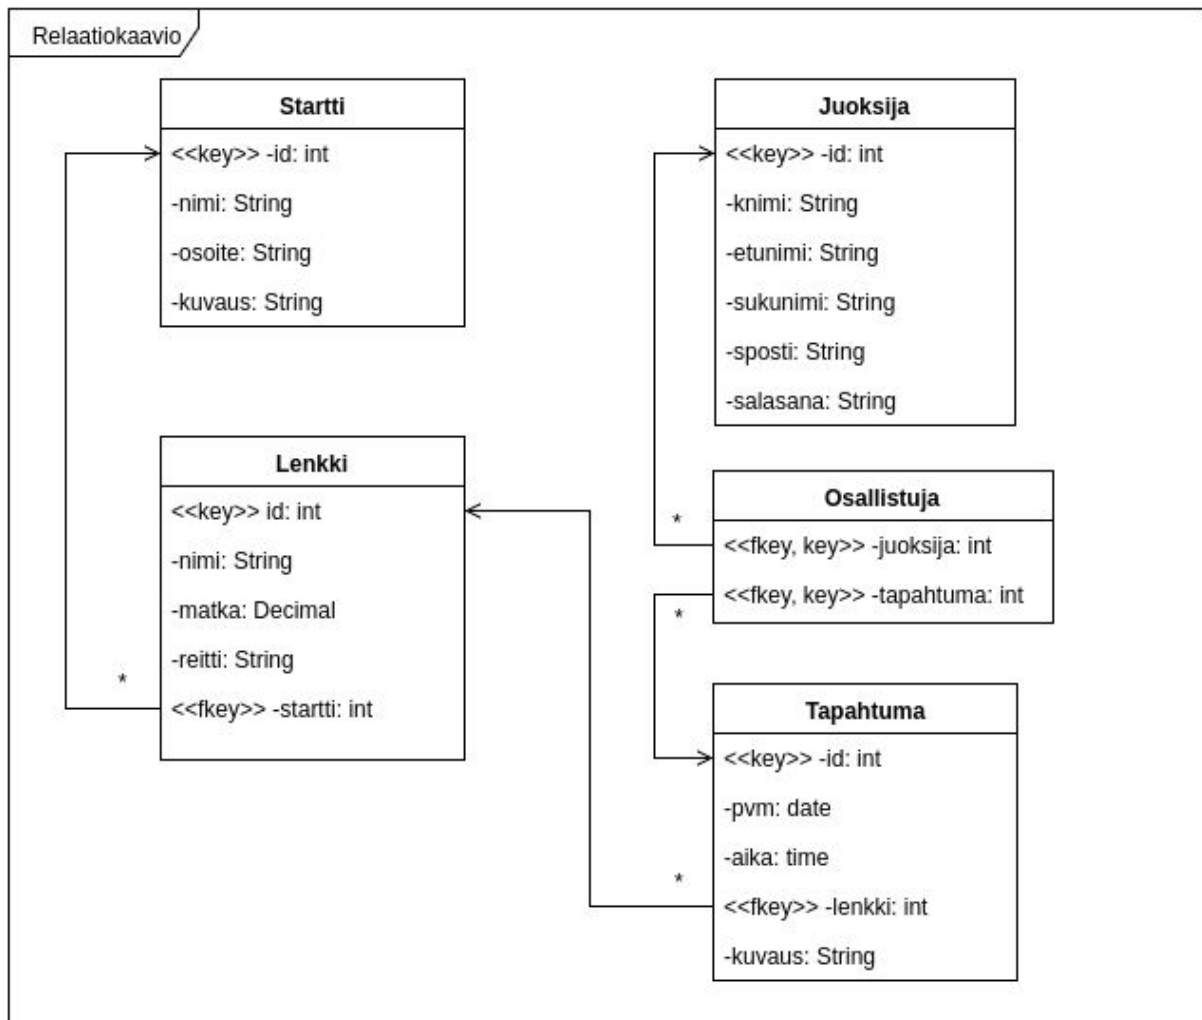 Relaatiokaavio
Startti
<<key>> -id: int
-nimi: String
-osoite: String
-kuvaus: String
Juoksija
<<key>> -id: int
-knimi: String
-etunimi: String
-sukunimi: String
-sposti: String
-salasana: String
Lenkki
<<key>> id: int
-nimi: String
-matka: Decimal
-reitti: String
<<fkey>> -startti: int
*
Osallistuja
<<fkey, key>> -juoksija: int
<<fkey, key>> -tapahtuma: int
*
*
Tapahtuma
<<key>> -id: int
-pvm: date
-aika: time
<<fkey>> -lenkki: int
-kuvaus: String
*